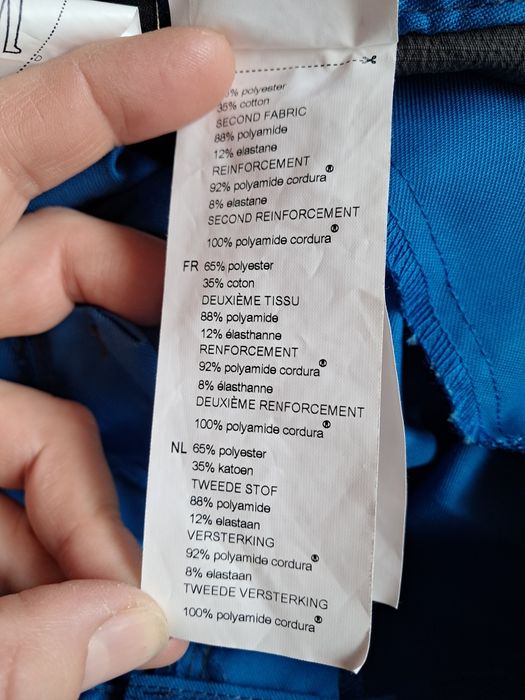 % polyester
35% cotton
SECOND FABRIC
88% polyamide
12% elastane
REINFORCEMENT
92% polyamide cordura®
8% elastane
SECOND REINFORCEMENT
100% polyamide cordura®
FR 65% polyester
35% coton
DEUXIÈME TISSU
88% polyamide
12% élasthanne
RENFORCEMENT
92% polyamide cordura®
8% élasthanne
DEUXIÈME RENFORCEMENT
100% polyamide cordura®
NL 65% polyester
35% katoen
TWEEDE STOF
88% polyamide
12% elastaan
VERSTERKING
92% polyamide cordura®
8% elastaan
TWEEDE VERSTERKING
100% polyamide cordura®